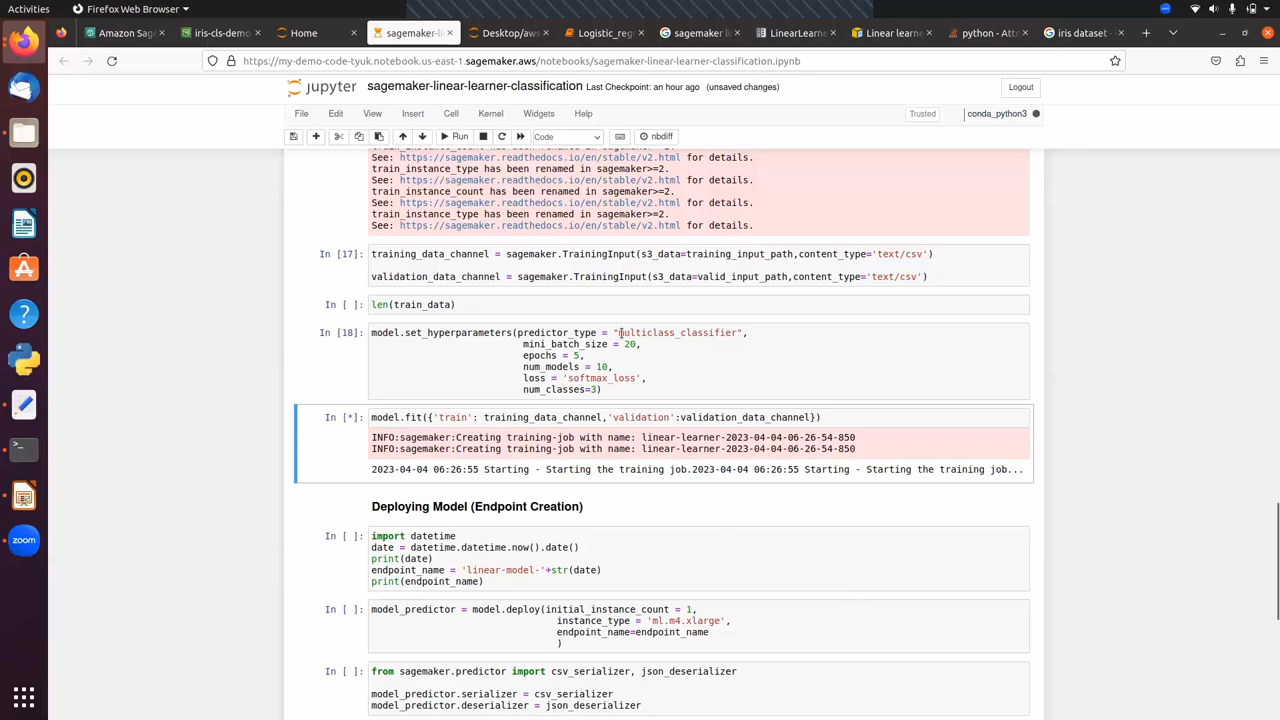 Activities
Firefox Web Browser
Amazon Sag
iris-cls-demo
Home
sagemaker-li
Desktop/aws
Logistic_reg
sagemaker lin
LinearLearne
Linear learne
python - Attr
iris dataset -
https://my-demo-code-tyuk.notebook.us-east-1.sagemaker.aws/notebooks/sagemaker-linear-learner-classification.ipynb
jupyter sagemaker-linear-learner-classification Last Checkpoint: an hour ago (unsaved changes)
Logout
File Edit View Insert Cell Kernel Widgets Help
Trusted
conda_python3
Run
Code
nbdiff
train_instance_count has been renamed in sagemaker>=2.
See: https://sagemaker.readthedocs.io/en/stable/v2.html for details.
train_instance_type has been renamed in sagemaker>=2.
See: https://sagemaker.readthedocs.io/en/stable/v2.html for details.
train_instance_count has been renamed in sagemaker>=2.
See: https://sagemaker.readthedocs.io/en/stable/v2.html for details.
train_instance_type has been renamed in sagemaker>=2.
See: https://sagemaker.readthedocs.io/en/stable/v2.html for details.
In [17]: training_data_channel = sagemaker.TrainingInput(s3_data=training_input_path,content_type='text/csv')
validation_data_channel = sagemaker.TrainingInput(s3_data=valid_input_path,content_type='text/csv')
In [ ]: len(train_data)
In [18]: model.set_hyperparameters(predictor_type = "multiclass_classifier",
mini_batch_size = 20,
epochs = 5,
num_models = 10,
loss = 'softmax_loss',
num_classes=3)
In [*]: model.fit({'train': training_data_channel,'validation':validation_data_channel})
INFO:sagemaker:Creating training-job with name: linear-learner-2023-04-04-06-26-54-850
INFO:sagemaker:Creating training-job with name: linear-learner-2023-04-04-06-26-54-850
2023-04-04 06:26:55 Starting - Starting the training job.2023-04-04 06:26:55 Starting - Starting the training job...
Deploying Model (Endpoint Creation)
In [ ]: import datetime
date = datetime.datetime.now().date()
print(date)
endpoint_name = 'linear-model-'+str(date)
print(endpoint_name)
In [ ]: model_predictor = model.deploy(initial_instance_count = 1,
instance_type = 'ml.m4.xlarge',
endpoint_name=endpoint_name
)
In [ ]: from sagemaker.predictor import csv_serializer, json_deserializer
model_predictor.serializer = csv_serializer
model_predictor.deserializer = json_deserializer
zoom